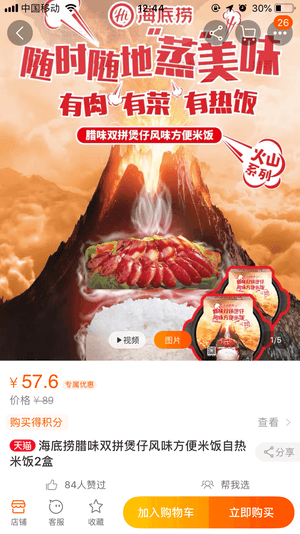 中国移动
12:44
30%
26
Hi 海底捞
随时随地“蒸”美味
有肉 有菜 有热饭
腊味双拼煲仔风味方便米饭
火山系列
视频
图片
1/5
¥57.6 专属优惠
价格 ¥89
购买得积分
查看
天猫 海底捞腊味双拼煲仔风味方便米饭自热
米饭2盒
分享
84人赞过
帮我选
店铺
客服
收藏
加入购物车
立即购买